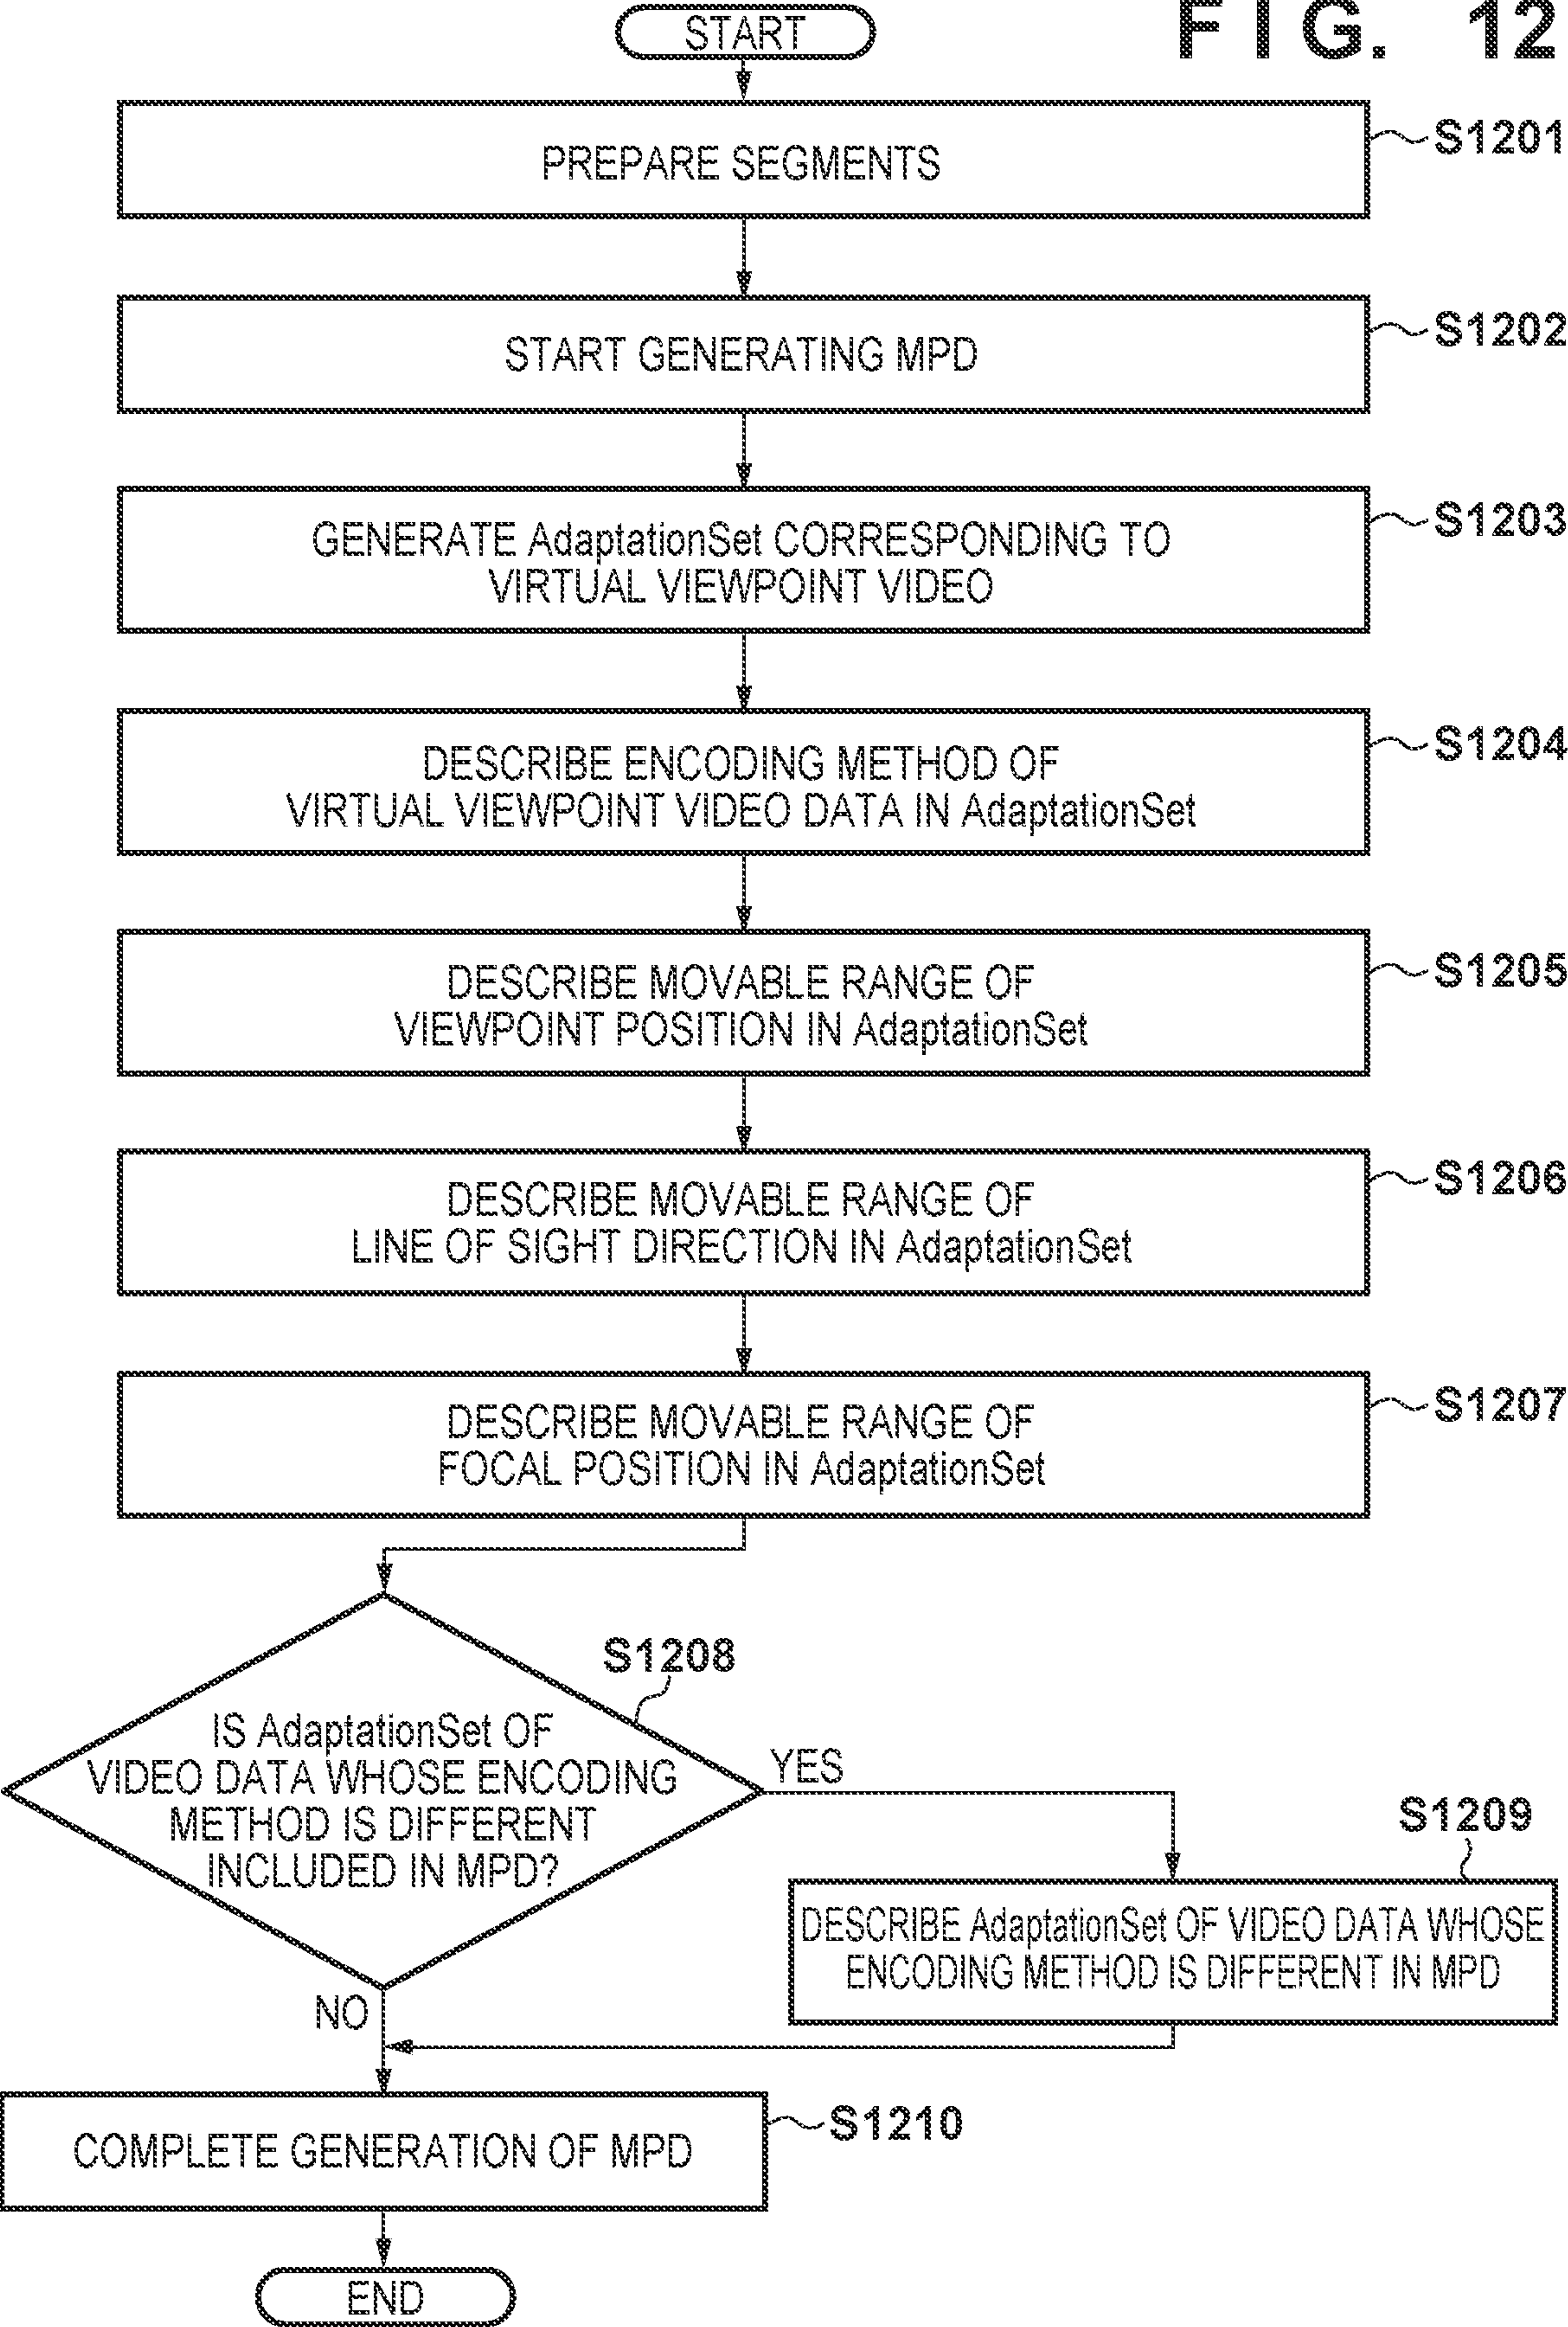 FIG. 12
START
PREPARE SEGMENTS
S1201
START GENERATING MPD
S1202
GENERATE AdaptationSet CORRESPONDING TO
VIRTUAL VIEWPOINT VIDEO
S1203
DESCRIBE ENCODING METHOD OF
VIRTUAL VIEWPOINT VIDEO DATA IN AdaptationSet
S1204
DESCRIBE MOVABLE RANGE OF
VIEWPOINT POSITION IN AdaptationSet
S1205
DESCRIBE MOVABLE RANGE OF
LINE OF SIGHT DIRECTION IN AdaptationSet
S1206
DESCRIBE MOVABLE RANGE OF
FOCAL POSITION IN AdaptationSet
S1207
S1208
IS AdaptationSet OF
VIDEO DATA WHOSE ENCODING
METHOD IS DIFFERENT
INCLUDED IN MPD?
YES
S1209
DESCRIBE AdaptationSet OF VIDEO DATA WHOSE
ENCODING METHOD IS DIFFERENT IN MPD
NO
COMPLETE GENERATION OF MPD
S1210
END